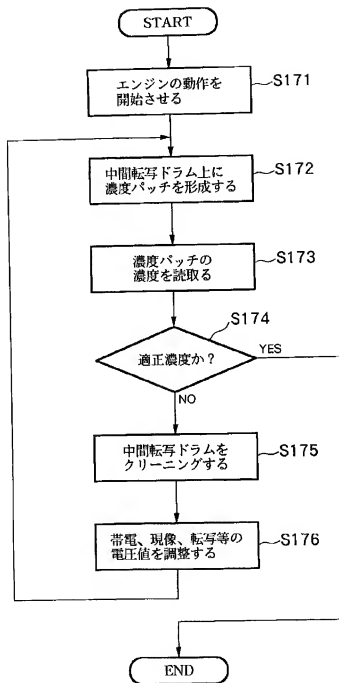 START
エンジンの動作を
開始させる
S171
中間転写ドラム上に
濃度パッチを形成する
S172
濃度パッチの
濃度を読取る
S173
S174
適正濃度か?
YES
NO
中間転写ドラムを
クリーニングする
S175
帯電、現像、転写等の
電圧値を調整する
S176
END